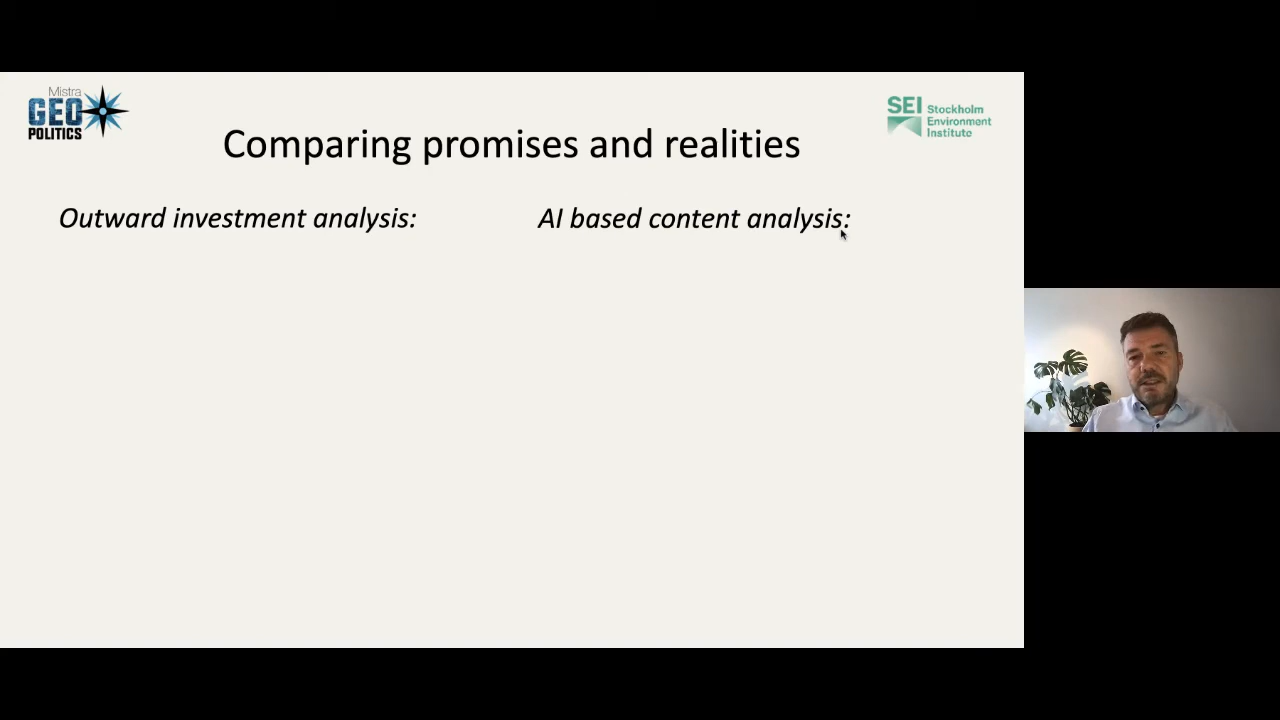 Mistra
GEO
POLITICS
SEI Stockholm
Environment
Institute
Comparing promises and realities
Outward investment analysis:
AI based content analysis: